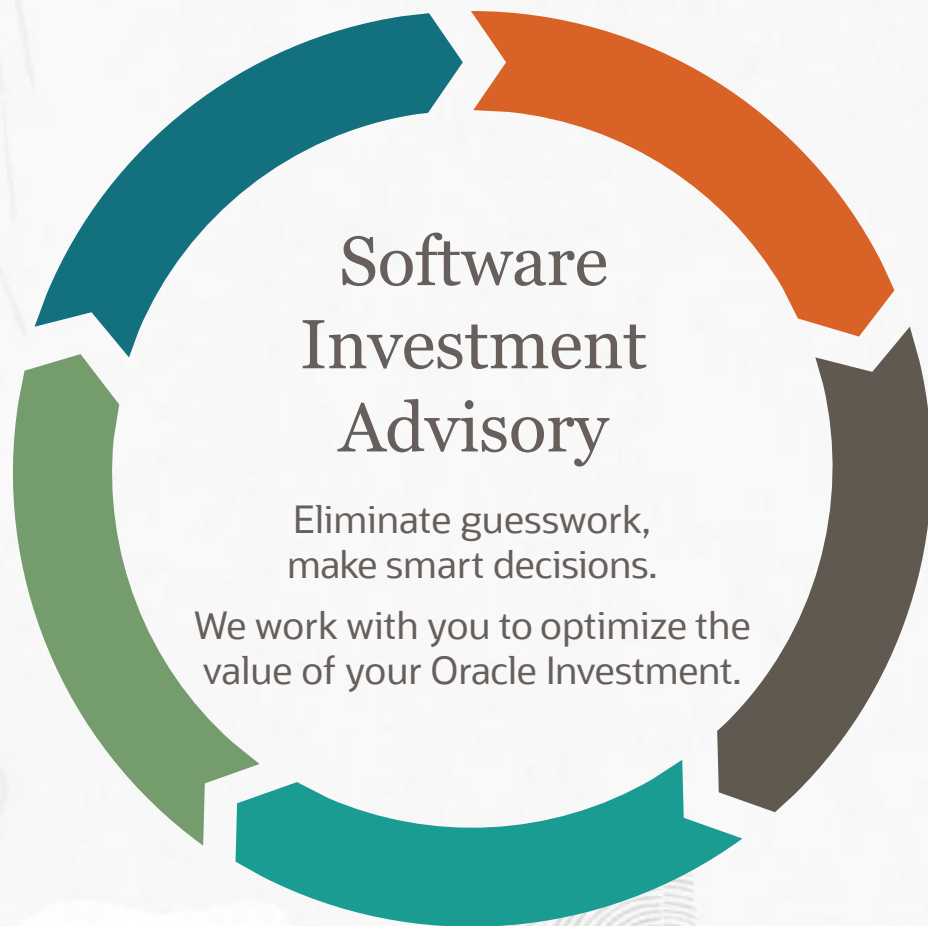 Software
Investment
Advisory
Eliminate guesswork,
make smart decisions.
We work with you to optimize the
value of your Oracle Investment.